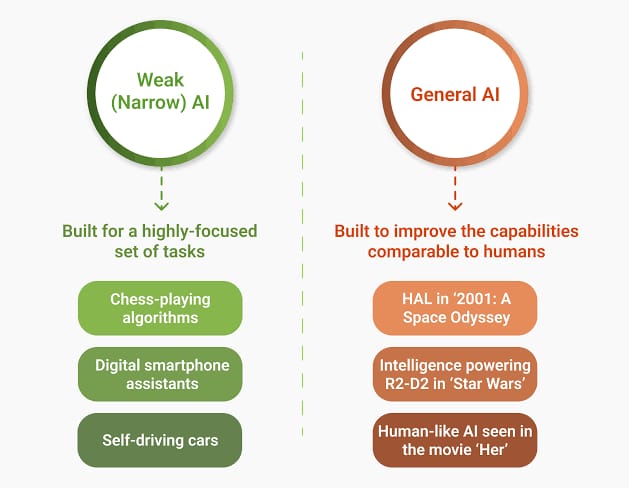 Weak
(Narrow) AI
Built for a highly-focused
set of tasks
Chess-playing
algorithms
Digital smartphone
assistants
Self-driving cars
General AI
Built to improve the capabilities
comparable to humans
HAL in ‘2001: A
Space Odyssey
Intelligence powering
R2-D2 in ‘Star Wars’
Human-like AI seen in
the movie ‘Her’